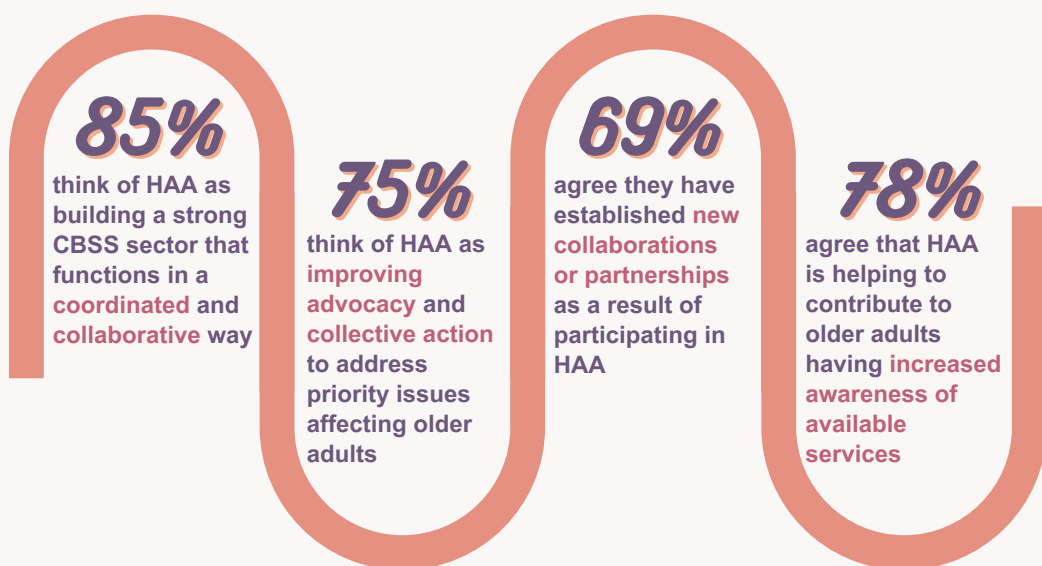 85%
think of HAA as
building a strong
CBSS sector that
functions in a
coordinated and
collaborative way
75%
think of HAA as
improving
advocacy and
collective action
to address
priority issues
affecting older
adults
69%
agree they have
established new
collaborations
or partnerships
as a result of
participating in
HAA
78%
agree that HAA
is helping to
contribute to
older adults
having increased
awareness of
available
services